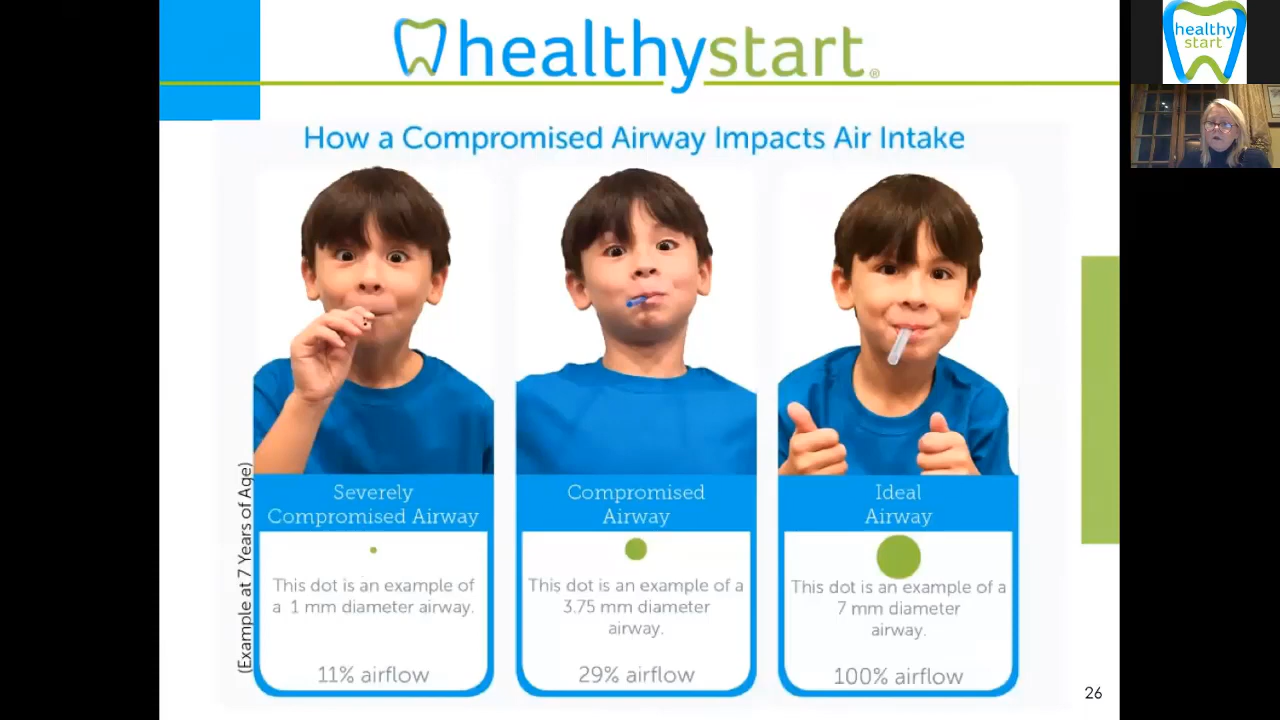 healthystart®
healthy
start
How a Compromised Airway Impacts Air Intake
(Example at 7 Years of Age)
Severely
Compromised Airway
This dot is an example of
a 1 mm diameter airway.
11% airflow
Compromised
Airway
This dot is an example of a
3.75 mm diameter
airway.
29% airflow
Ideal
Airway
This dot is an example of a
7 mm diameter
airway.
100% airflow
26